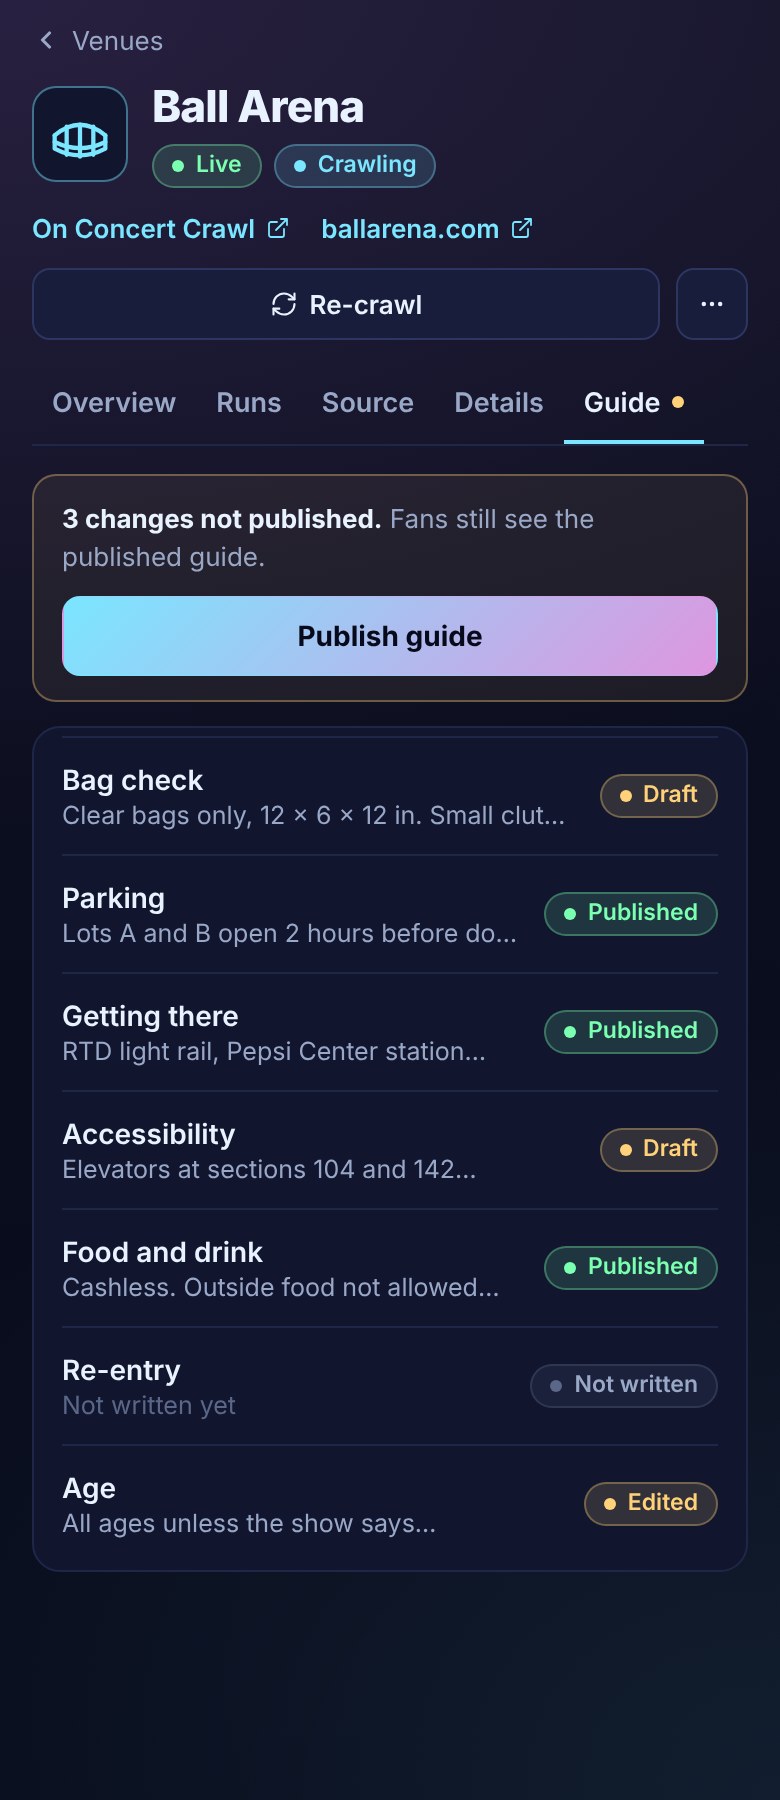 Venues
Ball Arena
Live
Crawling
On Concert Crawl
ballarena.com
Re-crawl
...
Overview
Runs
Source
Details
Guide
3 changes not published. Fans still see the
published guide.
Publish guide
Bag check
Clear bags only, 12 × 6 × 12 in. Small clut...
Draft
Parking
Lots A and B open 2 hours before do...
Published
Getting there
RTD light rail, Pepsi Center station...
Published
Accessibility
Elevators at sections 104 and 142...
Draft
Food and drink
Cashless. Outside food not allowed...
Published
Re-entry
Not written yet
Not written
Age
All ages unless the show says...
Edited